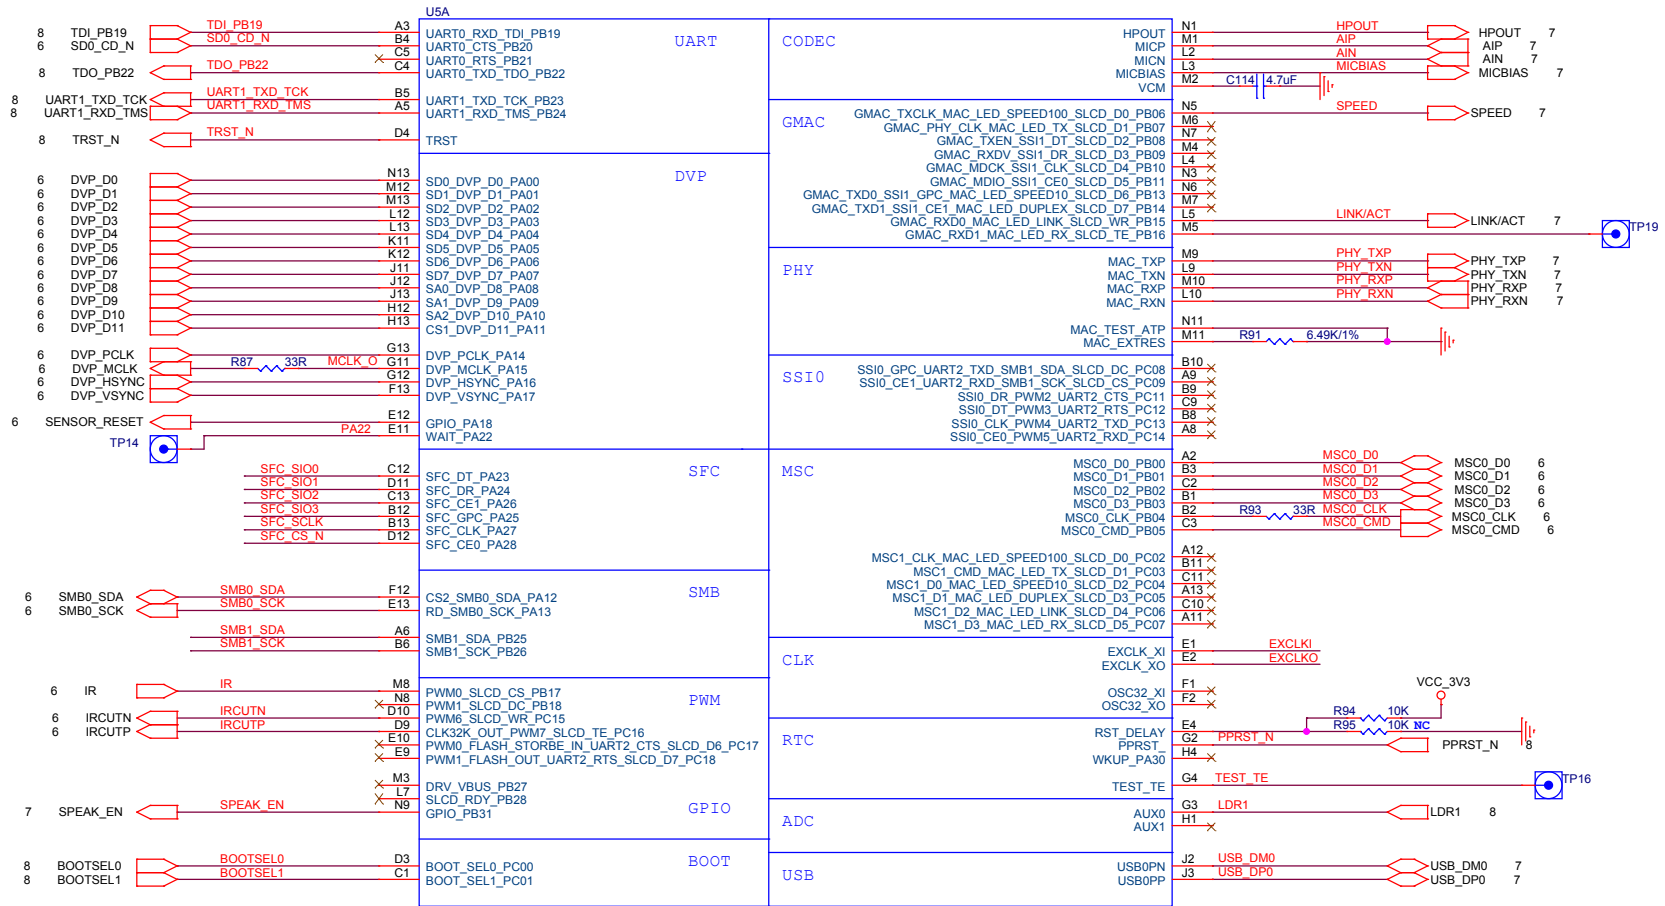 U5A
8 TDI_PB19 TDI_PB19 A3 UART0_RXD_TDI_PB19 UART
6 SD0_CD_N SD0_CD_N B4 UART0_CTS_PB20
C5 UART0_RTS_PB21
8 TDO_PB22 TDO_PB22 C4 UART0_TXD_TDO_PB22
8 UART1_TXD_TCK UART1_TXD_TCK B5 UART1_TXD_TCK_PB23
8 UART1_RXD_TMS UART1_RXD_TMS A5 UART1_RXD_TMS_PB24
8 TRST_N TRST_N D4 TRST
DVP
6 DVP_D0 N13 SD0_DVP_D0_PA00
6 DVP_D1 M12 SD1_DVP_D1_PA01
6 DVP_D2 M13 SD2_DVP_D2_PA02
6 DVP_D3 L12 SD3_DVP_D3_PA03
6 DVP_D4 L13 SD4_DVP_D4_PA04
6 DVP_D5 K11 SD5_DVP_D5_PA05
6 DVP_D6 K12 SD6_DVP_D6_PA06
6 DVP_D7 J11 SD7_DVP_D7_PA07
6 DVP_D8 J12 SA0_DVP_D8_PA08
6 DVP_D9 J13 SA1_DVP_D9_PA09
6 DVP_D10 H12 SA2_DVP_D10_PA10
6 DVP_D11 H13 CS1_DVP_D11_PA11
6 DVP_PCLK G13 DVP_PCLK_PA14
6 DVP_MCLK R87 33R MCLK_O G11 DVP_MCLK_PA15
6 DVP_HSYNC G12 DVP_HSYNC_PA16
6 DVP_VSYNC F13 DVP_VSYNC_PA17
6 SENSOR_RESET E12 GPIO_PA18
TP14 PA22 E11 WAIT_PA22
SFC
SFC_SIO0 C12 SFC_DT_PA23
SFC_SIO1 D11 SFC_DR_PA24
SFC_SIO2 C13 SFC_CE1_PA26
SFC_SIO3 B12 SFC_GPC_PA25
SFC_SCLK B13 SFC_CLK_PA27
SFC_CS_N D12 SFC_CE0_PA28
SMB
6 SMB0_SDA SMB0_SDA F12 CS2_SMB0_SDA_PA12
6 SMB0_SCK SMB0_SCK E13 RD_SMB0_SCK_PA13
SMB1_SDA A6 SMB1_SDA_PB25
SMB1_SCK B6 SMB1_SCK_PB26
6 IR IR M8 PWM0_SLCD_CS_PB17
N8 PWM1_SLCD_DC_PB18 PWM
6 IRCUTN IRCUTN D10 PWM6_SLCD_WR_PC15
6 IRCUTP IRCUTP D9 CLK32K_OUT_PWM7_SLCD_TE_PC16
E10 PWM0_FLASH_STORBE_IN_UART2_CTS_SLCD_D6_PC17
E9 PWM1_FLASH_OUT_UART2_RTS_SLCD_D7_PC18
M3 DRV_VBUS_PB27
L7 SLCD_RDY_PB28
7 SPEAK_EN SPEAK_EN N9 GPIO_PB31 GPIO
8 BOOTSEL0 BOOTSEL0 D3 BOOT_SEL0_PC00 BOOT
8 BOOTSEL1 BOOTSEL1 C1 BOOT_SEL1_PC01
CODEC
HPOUT N1 HPOUT HPOUT 7
MICP M1 AIP AIP 7
MICN L2 AIN AIN 7
MICBIAS L3 MICBIAS MICBIAS 7
VCM M2 C114 4.7uF
GMAC
GMAC_TXCLK_MAC_LED_SPEED100_SLCD_D0_PB06 N5 SPEED SPEED 7
GMAC_PHY_CLK_MAC_LED_TX_SLCD_D1_PB07 M6
GMAC_TXEN_SSI1_DT_SLCD_D2_PB08 N7
GMAC_RXDV_SSI1_DR_SLCD_D3_PB09 M4
GMAC_MDCK_SSI1_CLK_SLCD_D4_PB10 L4
GMAC_MDIO_SSI1_CE0_SLCD_D5_PB11 N3
GMAC_TXD0_SSI1_GPC_MAC_LED_SPEED10_SLCD_D6_PB13 N6
GMAC_TXD1_SSI1_CE1_MAC_LED_DUPLEX_SLCD_D7_PB14 M7
GMAC_RXD0_MAC_LED_LINK_SLCD_WR_PB15 L5 LINK/ACT LINK/ACT 7
GMAC_RXD1_MAC_LED_RX_SLCD_TE_PB16 M5 TP19
PHY
MAC_TXP M9 PHY_TXP PHY_TXP 7
MAC_TXN L9 PHY_TXN PHY_TXN 7
MAC_RXP M10 PHY_RXP PHY_RXP 7
MAC_RXN L10 PHY_RXN PHY_RXN 7
MAC_TEST_ATP N11
MAC_EXTRES M11 R91 6.49K/1%
SSI0
SSI0_GPC_UART2_TXD_SMB1_SDA_SLCD_DC_PC08 B10
SSI0_CE1_UART2_RXD_SMB1_SCK_SLCD_CS_PC09 A9
SSI0_DR_PWM2_UART2_CTS_PC11 B9
SSI0_DT_PWM3_UART2_RTS_PC12 C9
SSI0_CLK_PWM4_UART2_TXD_PC13 B8
SSI0_CE0_PWM5_UART2_RXD_PC14 A8
MSC
MSC0_D0_PB00 A2 MSC0_D0 MSC0_D0 6
MSC0_D1_PB01 B3 MSC0_D1 MSC0_D1 6
MSC0_D2_PB02 C2 MSC0_D2 MSC0_D2 6
MSC0_D3_PB03 B1 MSC0_D3 MSC0_D3 6
MSC0_CLK_PB04 B2 R93 33R MSC0_CLK MSC0_CLK 6
MSC0_CMD_PB05 C3 MSC0_CMD MSC0_CMD 6
MSC1_CLK_MAC_LED_SPEED100_SLCD_D0_PC02 A12
MSC1_CMD_MAC_LED_TX_SLCD_D1_PC03 B11
MSC1_D0_MAC_LED_SPEED10_SLCD_D2_PC04 C11
MSC1_D1_MAC_LED_DUPLEX_SLCD_D3_PC05 A13
MSC1_D2_MAC_LED_LINK_SLCD_D4_PC06 C10
MSC1_D3_MAC_LED_RX_SLCD_D5_PC07 A11
CLK
EXCLK_XI E1 EXCLKI
EXCLK_XO E2 EXCLKO
OSC32_XI F1
OSC32_XO F2
VCC_3V3
R94 10K
RTC
RST_DELAY E4 R95 10K NC
PPRST_ G2 PPRST_N PPRST_N 8
WKUP_PA30 H4
TEST_TE G4 TEST_TE TP16
ADC
AUX0 G3 LDR1 LDR1 8
AUX1 H1
USB
USB0PN J2 USB_DM0 USB_DM0 7
USB0PP J3 USB_DP0 USB_DP0 7